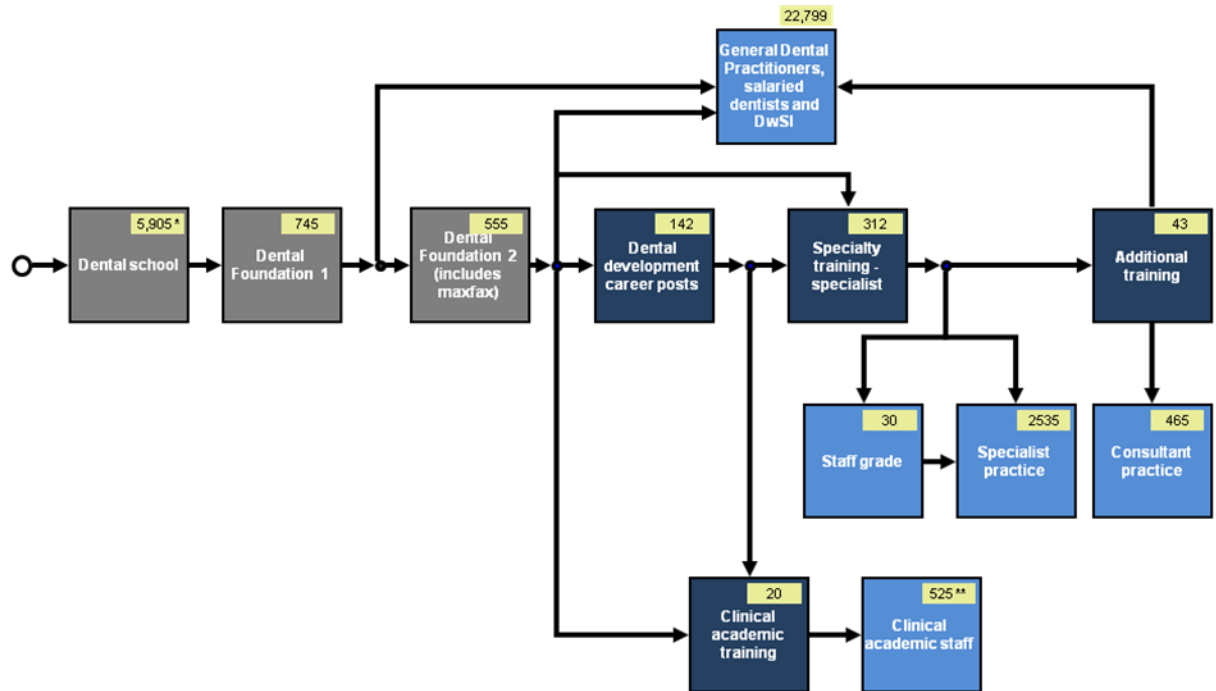 22,799
General Dental
Practitioners,
salaried
dentists and
DwSI
5,905 *
Dental school
745
Dental
Foundation 1
555
Dental
Foundation 2
(includes
maxfax)
142
Dental
development
career posts
312
Specialty
training -
specialist
43
Additional
training
30
Staff grade
2535
Specialist
practice
465
Consultant
practice
20
Clinical
academic
training
525 **
Clinical
academic staff